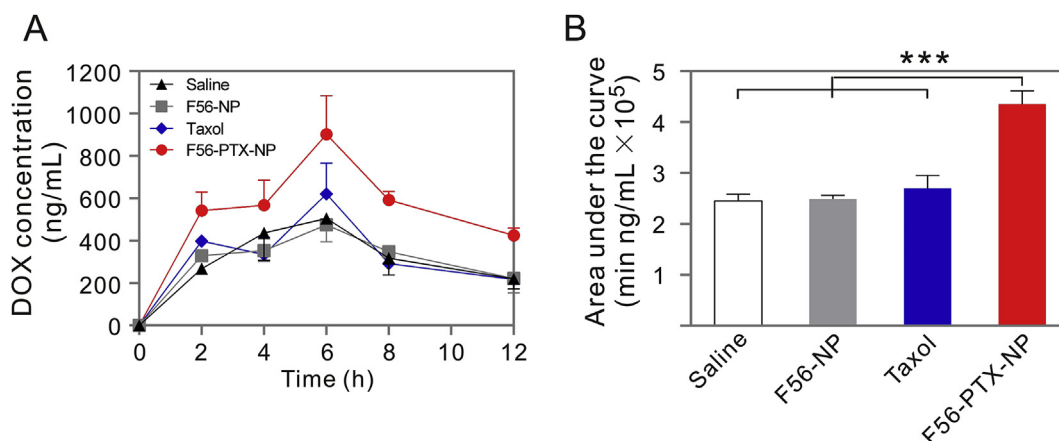 A
DOX concentration
(ng/mL)
1200
1000
800
600
400
200
0
Saline
F56-NP
Taxol
F56-PTX-NP
0 2 4 6 8 10 12
Time (h)
B
Area under the curve
(min ng/mL × 10⁵)
5
4
3
2
1
***
Saline
F56-NP
Taxol
F56-PTX-NP